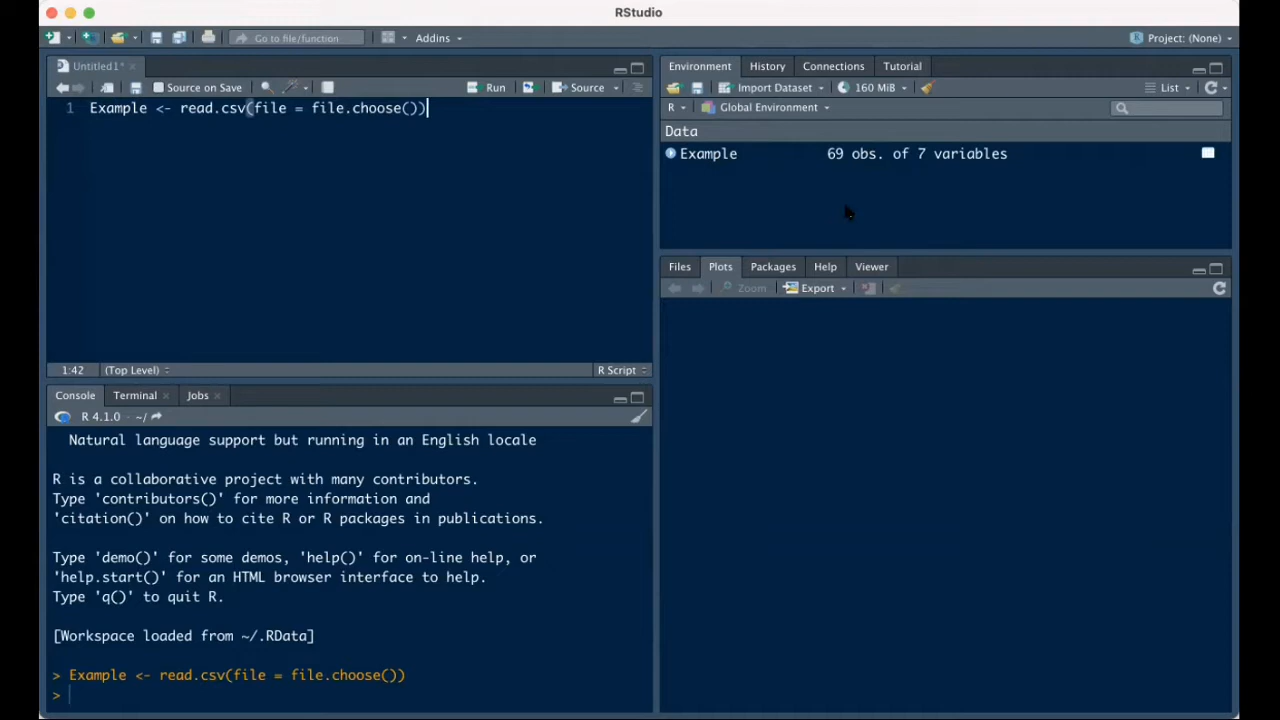 RStudio
Go to file/function
Addins
Project: (None)
Untitled1*
Source on Save
Run
Source
1 Example <- read.csv(file = file.choose())
1:42 (Top Level) R Script
Console Terminal Jobs
R 4.1.0 · ~/
Natural language support but running in an English locale
R is a collaborative project with many contributors.
Type 'contributors()' for more information and
'citation()' on how to cite R or R packages in publications.
Type 'demo()' for some demos, 'help()' for on-line help, or
'help.start()' for an HTML browser interface to help.
Type 'q()' to quit R.
[Workspace loaded from ~/.RData]
> Example <- read.csv(file = file.choose())
>
Environment History Connections Tutorial
Import Dataset 160 MiB List
R Global Environment
Data
Example 69 obs. of 7 variables
Files Plots Packages Help Viewer
Zoom Export